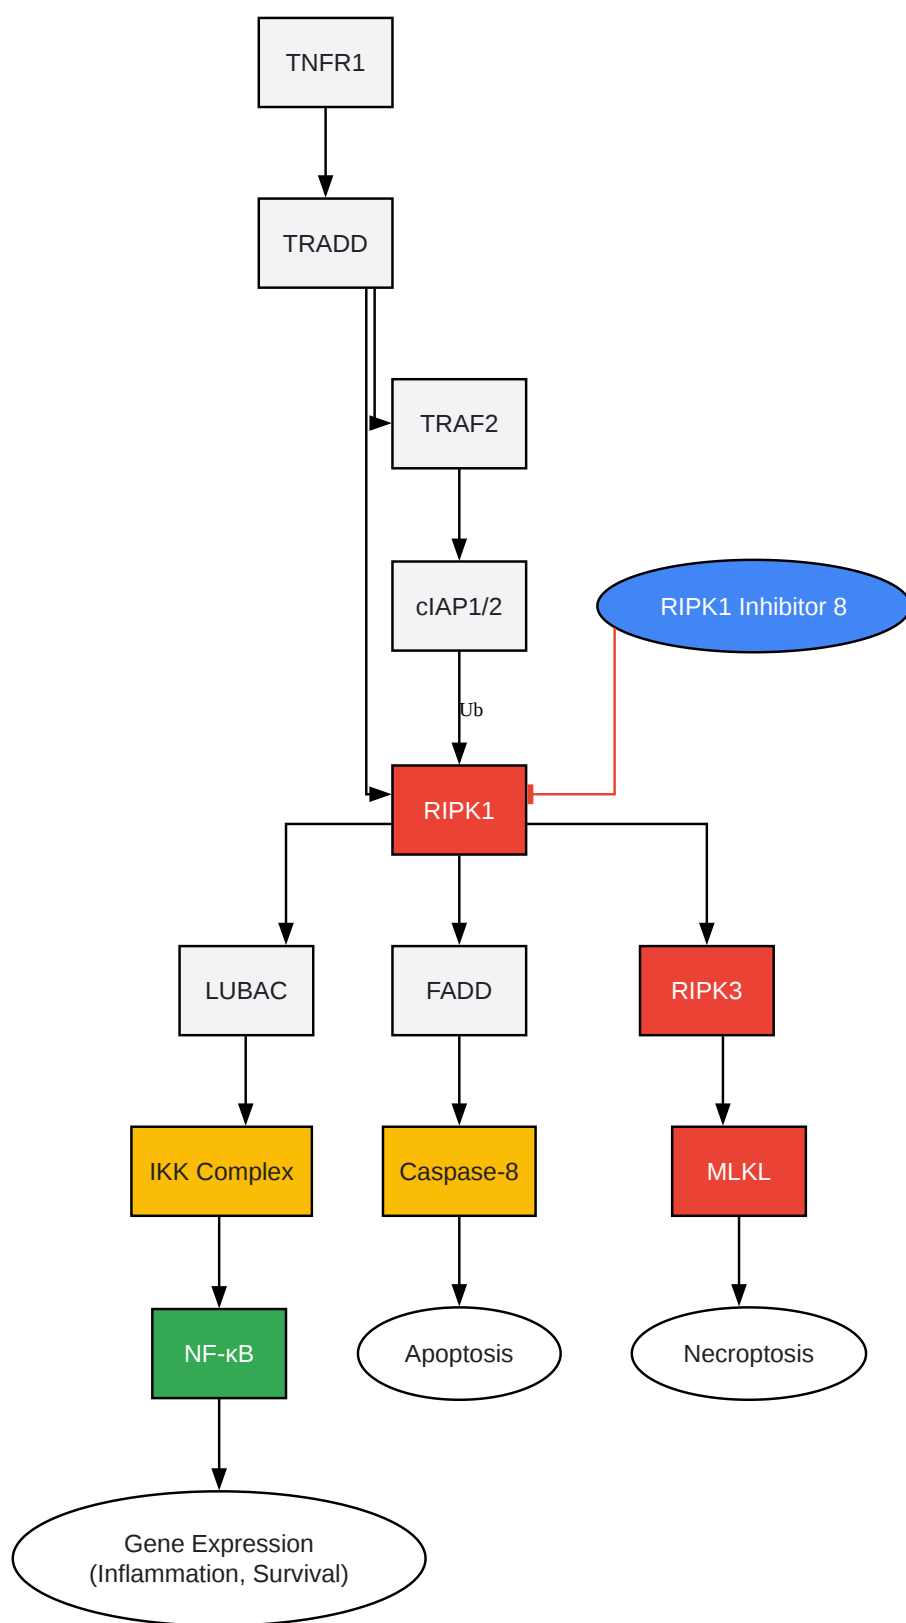 TNFR1
TRADD
TRAF2
cIAP1/2
RIPK1 Inhibitor 8
Ub
RIPK1
LUBAC
FADD
RIPK3
IKK Complex
Caspase-8
MLKL
NF-κB
Apoptosis
Necroptosis
Gene Expression
(Inflammation, Survival)